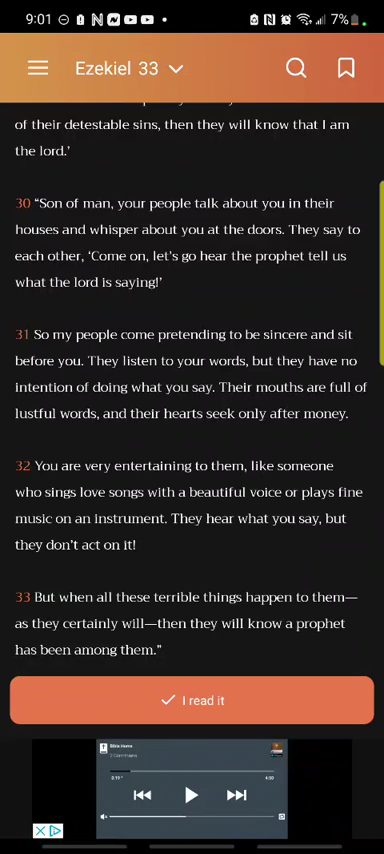 9:01
7%
Ezekiel 33
of their detestable sins, then they will know that I am
the lord.’
30 “Son of man, your people talk about you in their
houses and whisper about you at the doors. They say to
each other, ‘Come on, let’s go hear the prophet tell us
what the lord is saying!’
31 So my people come pretending to be sincere and sit
before you. They listen to your words, but they have no
intention of doing what you say. Their mouths are full of
lustful words, and their hearts seek only after money.
32 You are very entertaining to them, like someone
who sings love songs with a beautiful voice or plays fine
music on an instrument. They hear what you say, but
they don’t act on it!
33 But when all these terrible things happen to them—
as they certainly will—then they will know a prophet
has been among them.”
I read it
2 Corinthians